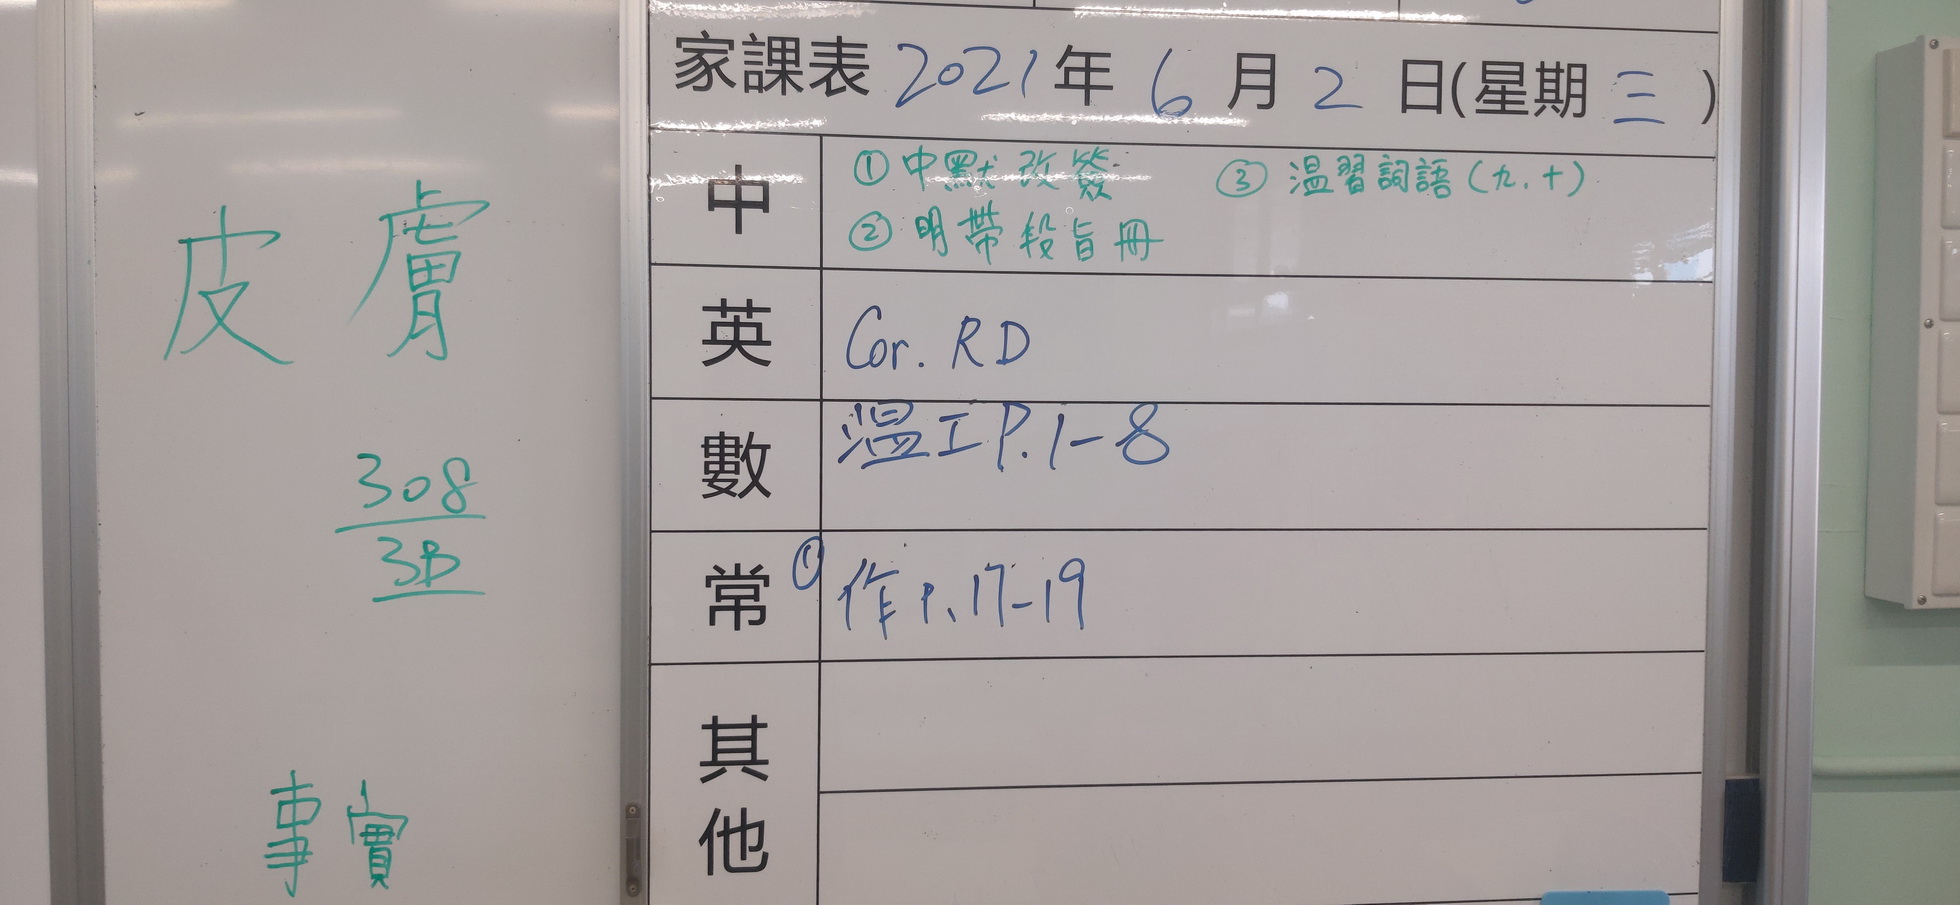 皮膚
308
3B
事實
家課表 2021年 6月 2日(星期三)
中
①中默改簽 ③溫習詞語(九.十)
②明帶段旨冊
英
Cor. RD
數
溫工P.1-8
常
①作P.17-19
其他